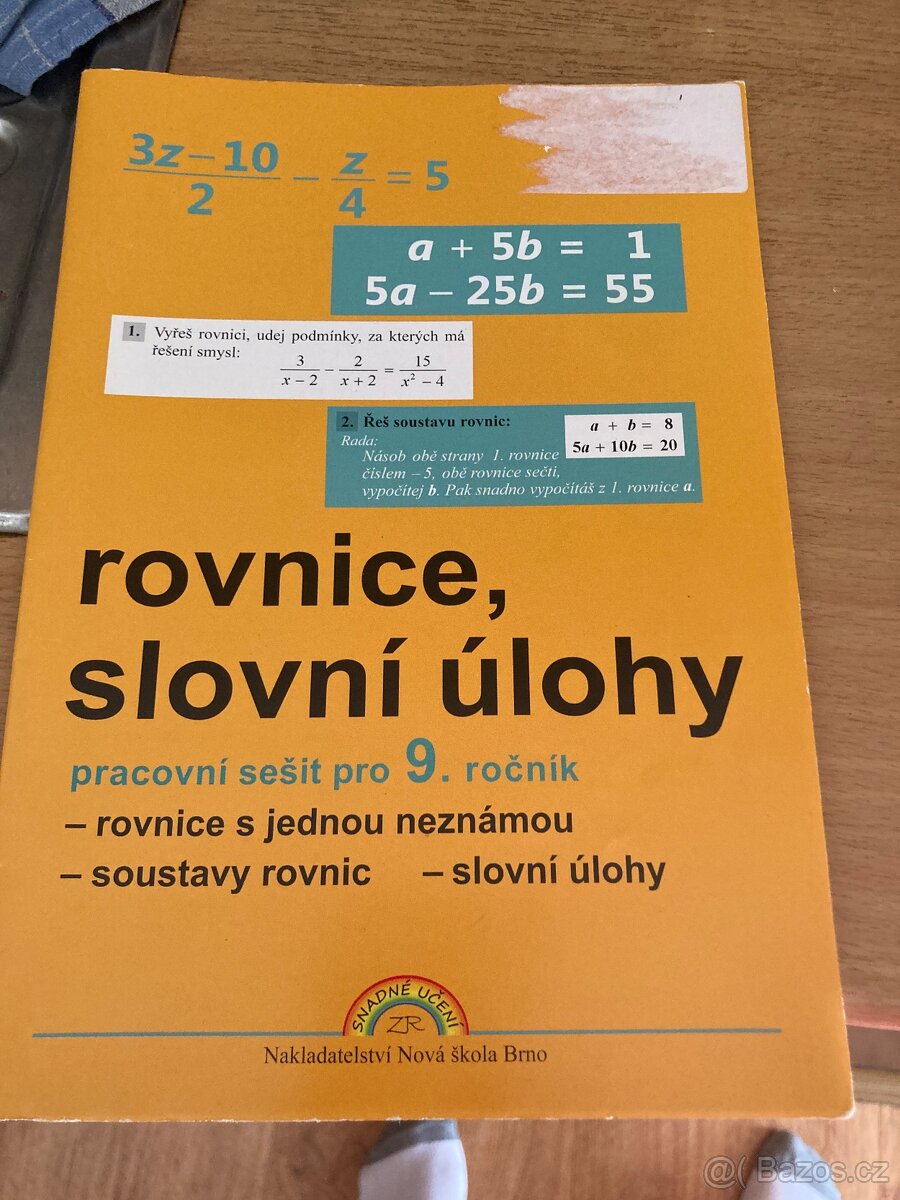 3z – 10 / 2 – z / 4 = 5
a + 5b = 1
5a – 25b = 55
1. Vyřeš rovnici, udej podmínky, za kterých má
řešení smysl:
3 / x – 2 – 2 / x + 2 = 15 / x² – 4
2. Řeš soustavu rovnic:
a + b = 8
5a + 10b = 20
Rada:
Násob obě strany 1. rovnice
číslem – 5, obě rovnice sečti,
vypočítej b. Pak snadno vypočítáš z 1. rovnice a.
rovnice,
slovní úlohy
pracovní sešit pro 9. ročník
– rovnice s jednou neznámou
– soustavy rovnic – slovní úlohy
SNADNÉ UČENÍ
ZR
Nakladatelství Nová škola Brno
@( Bazos.cz